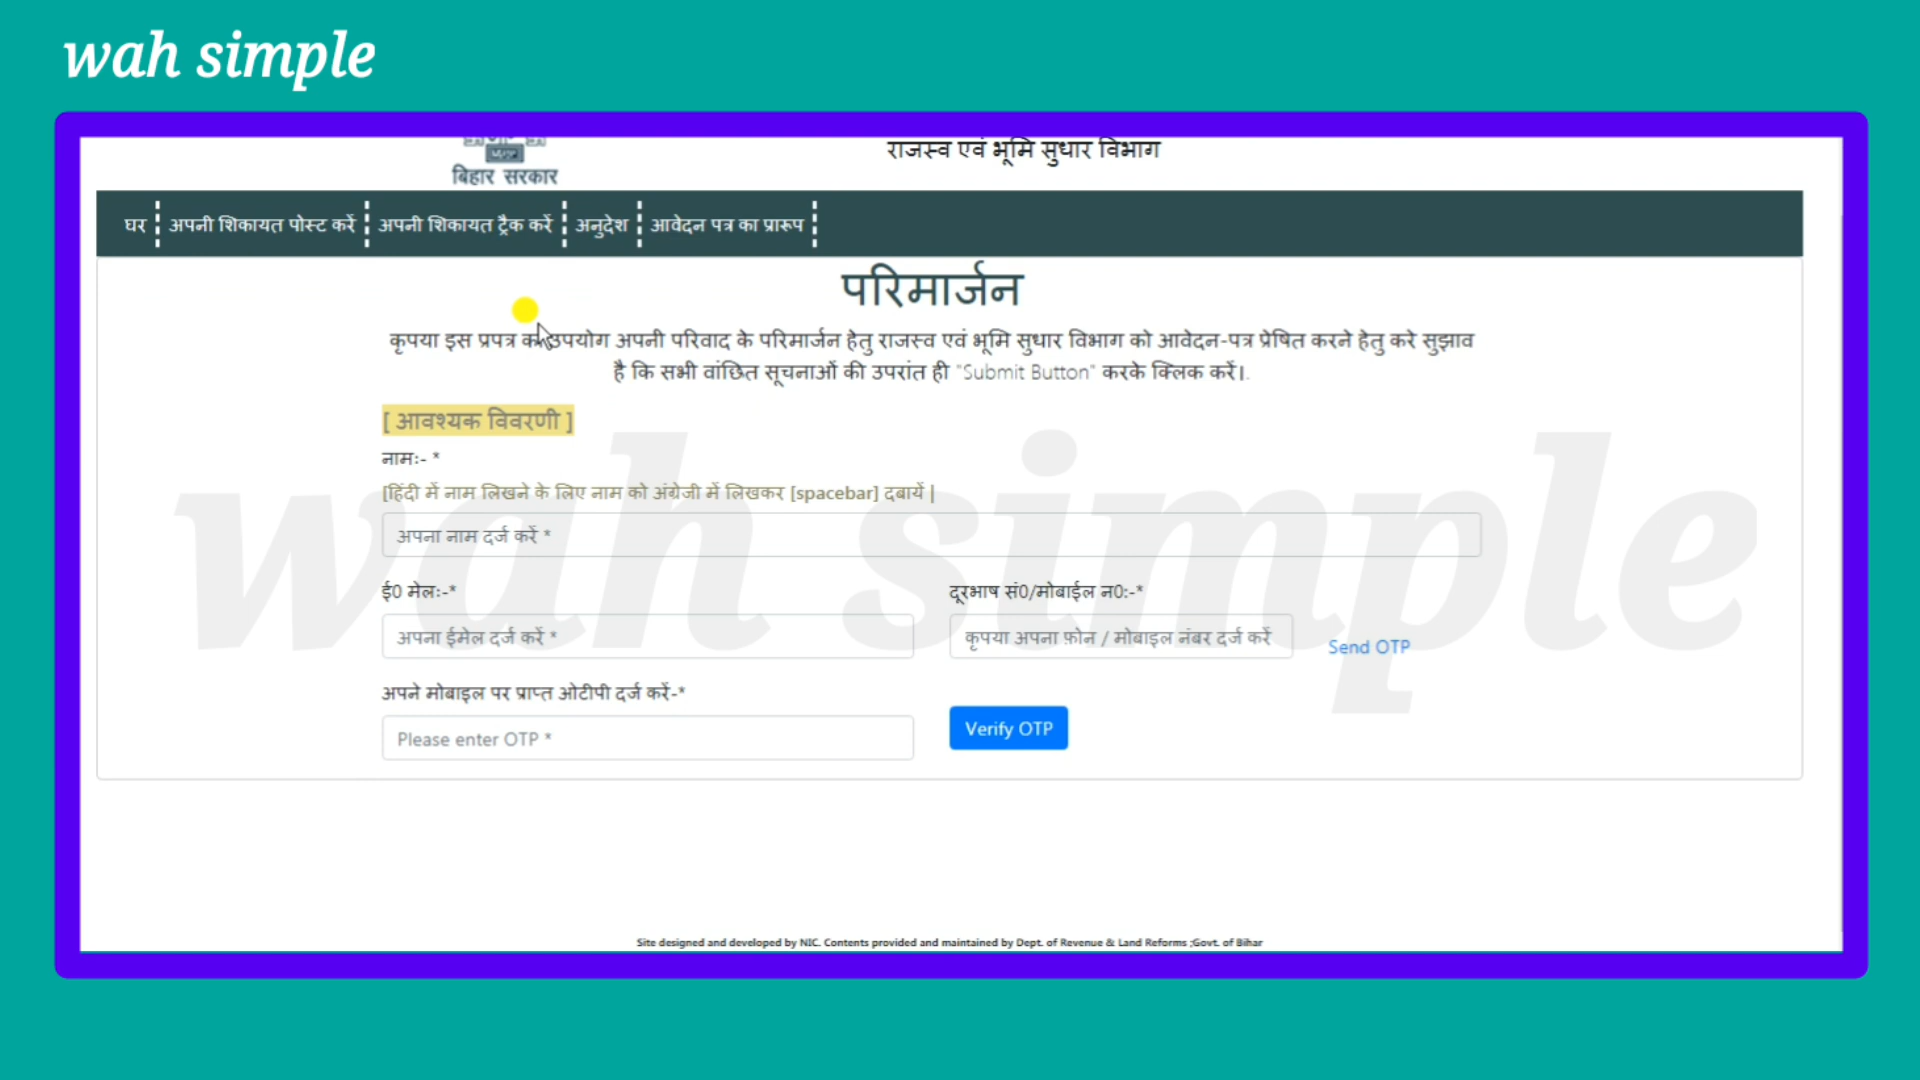 wah simple
राजस्व एवं भूमि सुधार विभाग
बिहार सरकार
घर अपनी शिकायत पोस्ट करें अपनी शिकायत ट्रैक करें अनुदेश आवेदन पत्र का प्रारूप
परिमार्जन
कृपया इस प्रपत्र का उपयोग अपनी परिवाद के परिमार्जन हेतु राजस्व एवं भूमि सुधार विभाग को आवेदन-पत्र प्रेषित करने हेतु करे सुझाव
है कि सभी वांछित सूचनाओं की उपरांत ही "Submit Button" करके क्लिक करें।.
[ आवश्यक विवरणी ]
नामः- *
[हिंदी में नाम लिखने के लिए नाम को अंग्रेजी में लिखकर [spacebar] दबायें |
अपना नाम दर्ज करें *
ई0 मेलः-* दूरभाष सं0/मोबाईल न0:-*
अपना ईमेल दर्ज करें * कृपया अपना फ़ोन / मोबाइल नंबर दर्ज करें Send OTP
अपने मोबाइल पर प्राप्त ओटीपी दर्ज करें-*
Please enter OTP * Verify OTP
wah simple
Site designed and developed by NIC. Contents provided and maintained by Dept. of Revenue & Land Reforms ;Govt. of Bihar